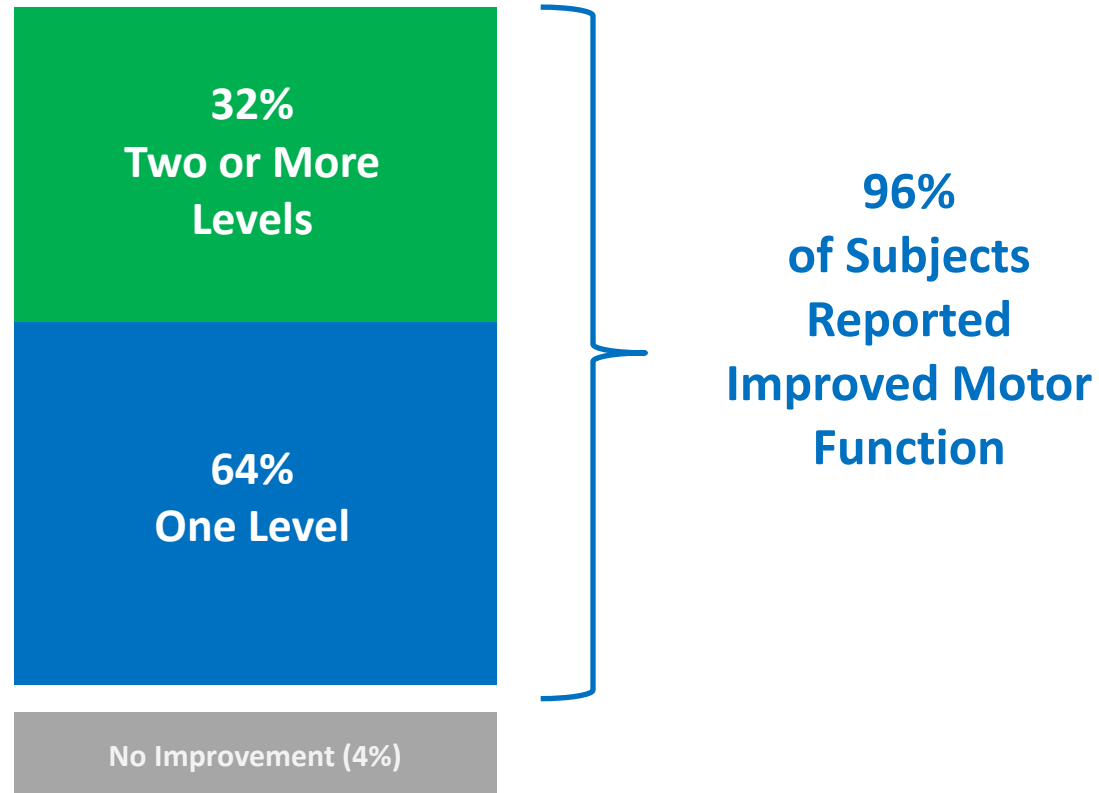 32%
Two or More
Levels
64%
One Level
No Improvement (4%)
96%
of Subjects
Reported
Improved Motor
Function